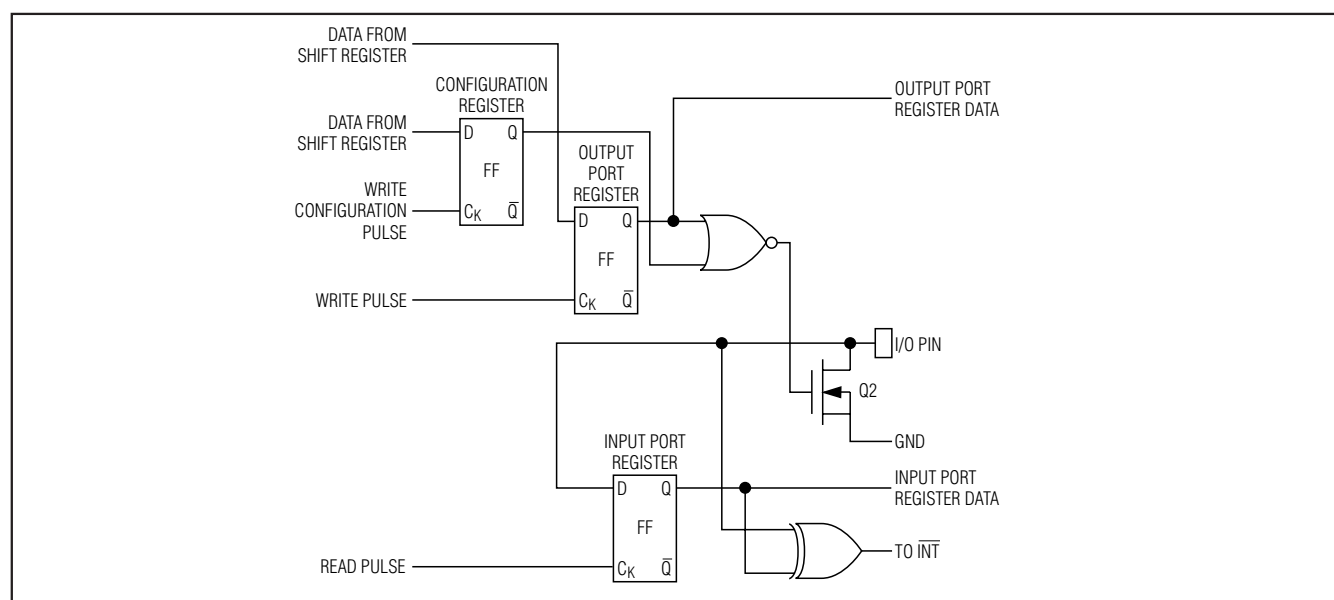 DATA FROM
SHIFT REGISTER
CONFIGURATION
REGISTER
OUTPUT PORT
REGISTER DATA
DATA FROM
SHIFT REGISTER
D Q
FF
CK Q̅
WRITE
CONFIGURATION
PULSE
OUTPUT
PORT
REGISTER
D Q
FF
CK Q̅
WRITE PULSE
I/O PIN
Q2
GND
INPUT PORT
REGISTER
D Q
FF
CK Q̅
INPUT PORT
REGISTER DATA
TO I̅N̅T̅
READ PULSE